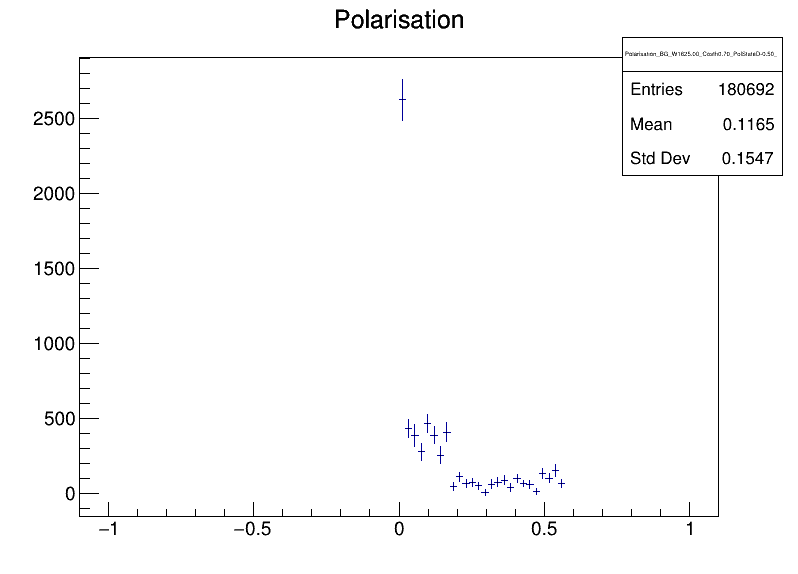 Polarisation
Polarisation_BG_W1625.00_Costh0.70_PolStateD-0.50_
Entries 180692
Mean 0.1165
Std Dev 0.1547
2500
2000
1500
1000
500
0
−1 −0.5 0 0.5 1